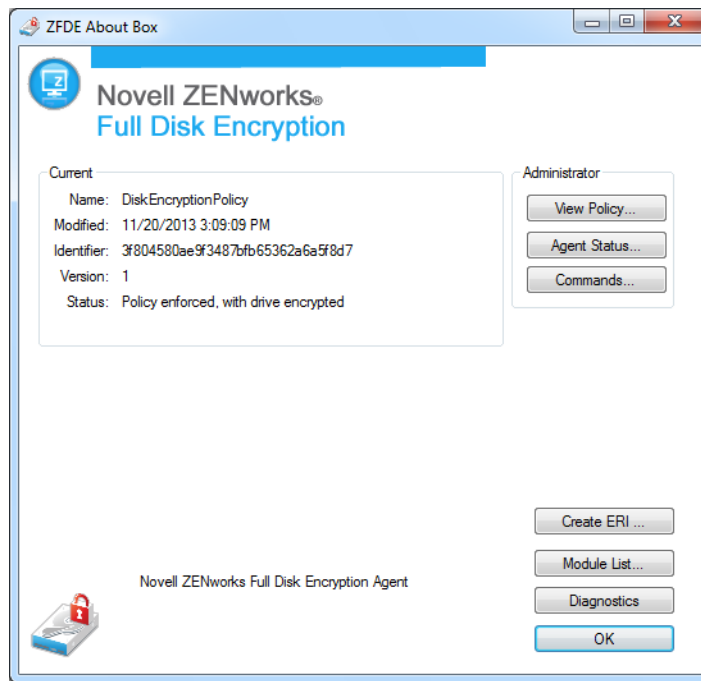 ZFDE About Box
Z
Novell ZENworks®
Full Disk Encryption
Current
Name: DiskEncryptionPolicy
Modified: 11/20/2013 3:09:09 PM
Identifier: 3f804580ae9f3487bfb65362a6a5f8d7
Version: 1
Status: Policy enforced, with drive encrypted
Administrator
View Policy...
Agent Status...
Commands...
Create ERI ...
Module List...
Diagnostics
OK
Novell ZENworks Full Disk Encryption Agent